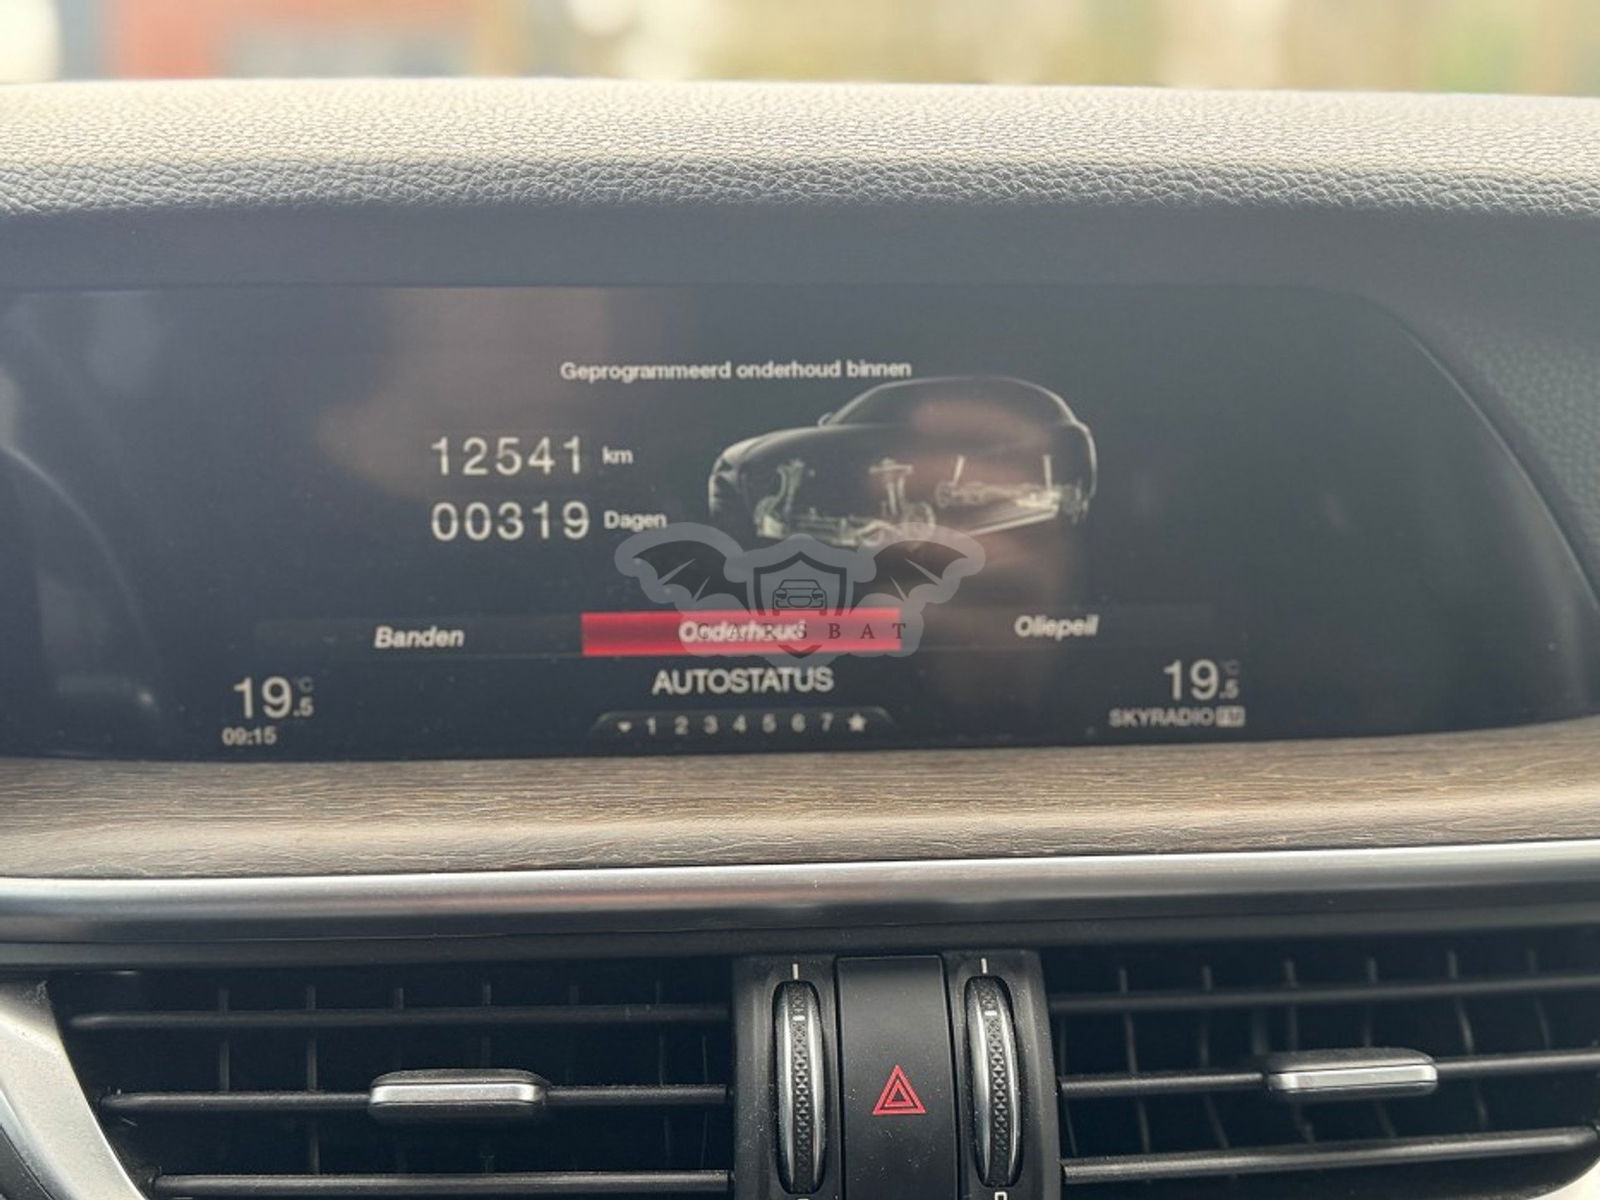 Geprogrammeerd onderhoud binnen
12541 km
00319 Dagen
Banden Onderhoud Oliepeil
CARSBAT
AUTOSTATUS
19.5 °C 19.5 °C
09:15 SKYRADIO FM
1 2 3 4 5 6 7